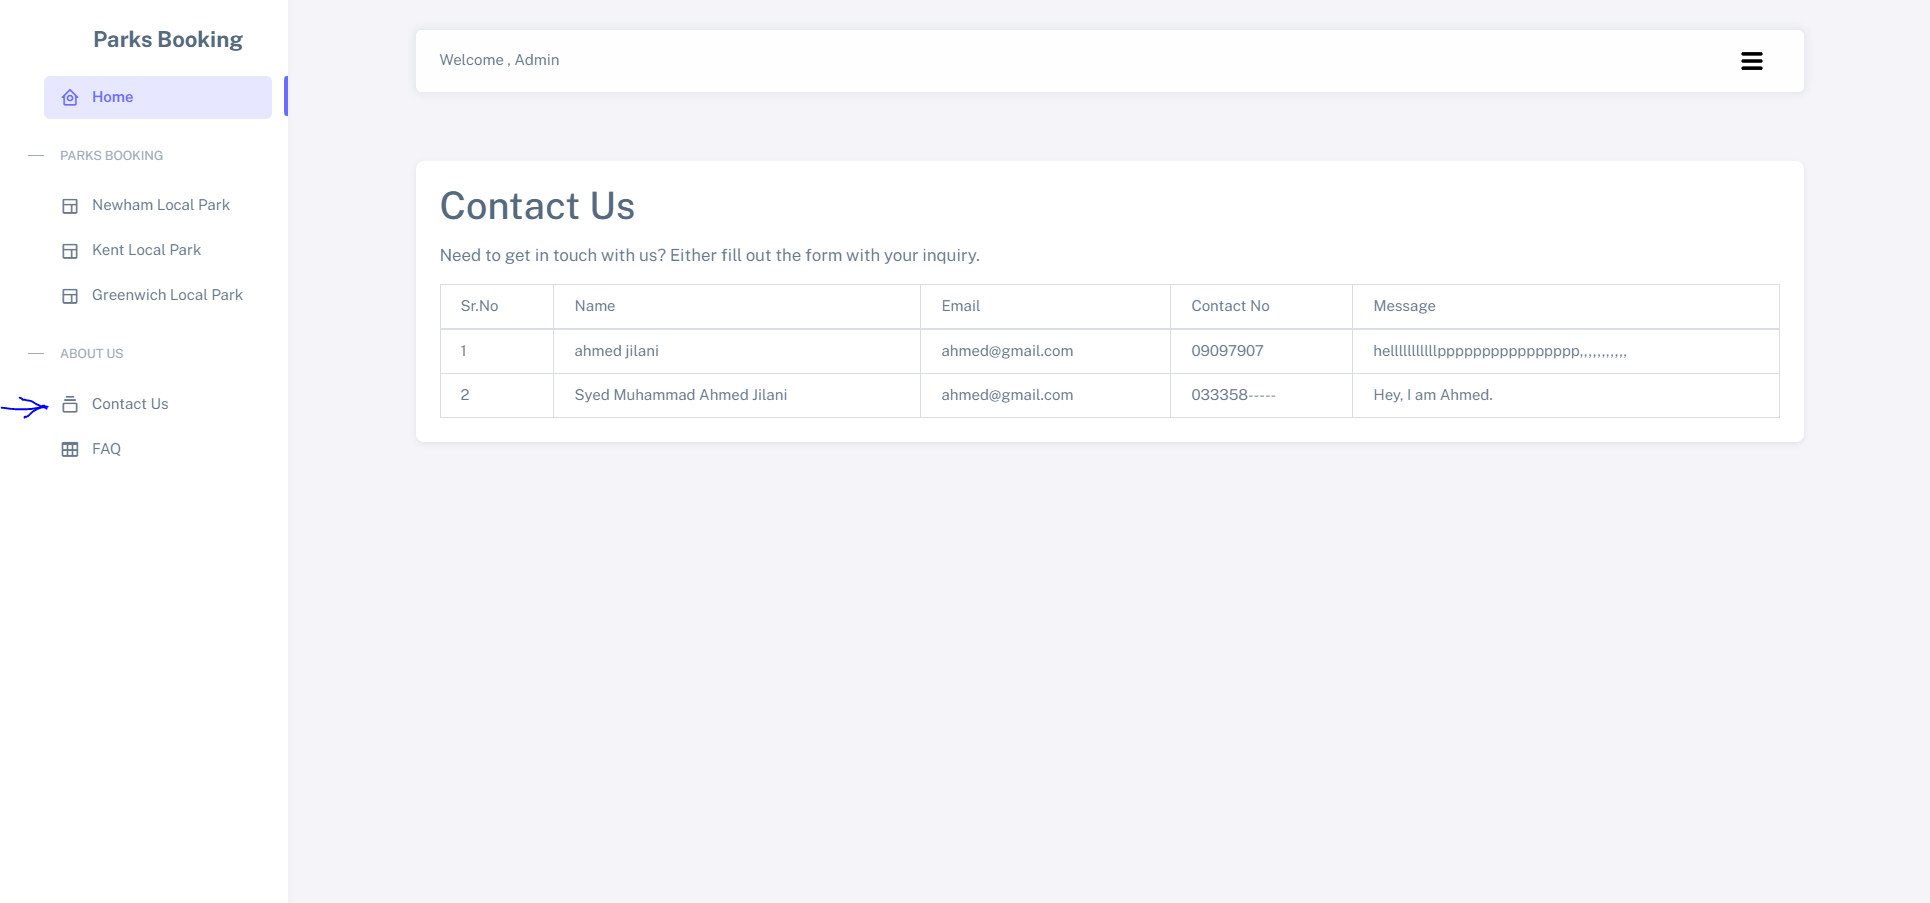 Parks Booking
Home
PARKS BOOKING
Newham Local Park
Kent Local Park
Greenwich Local Park
ABOUT US
Contact Us
FAQ
Welcome , Admin
Contact Us
Need to get in touch with us? Either fill out the form with your inquiry.
Sr.No Name Email Contact No Message
1 ahmed jilani ahmed@gmail.com 09097907 helllllllllllpppppppppppppppp,,,,,,,,,,,
2 Syed Muhammad Ahmed Jilani ahmed@gmail.com 033358----- Hey, I am Ahmed.